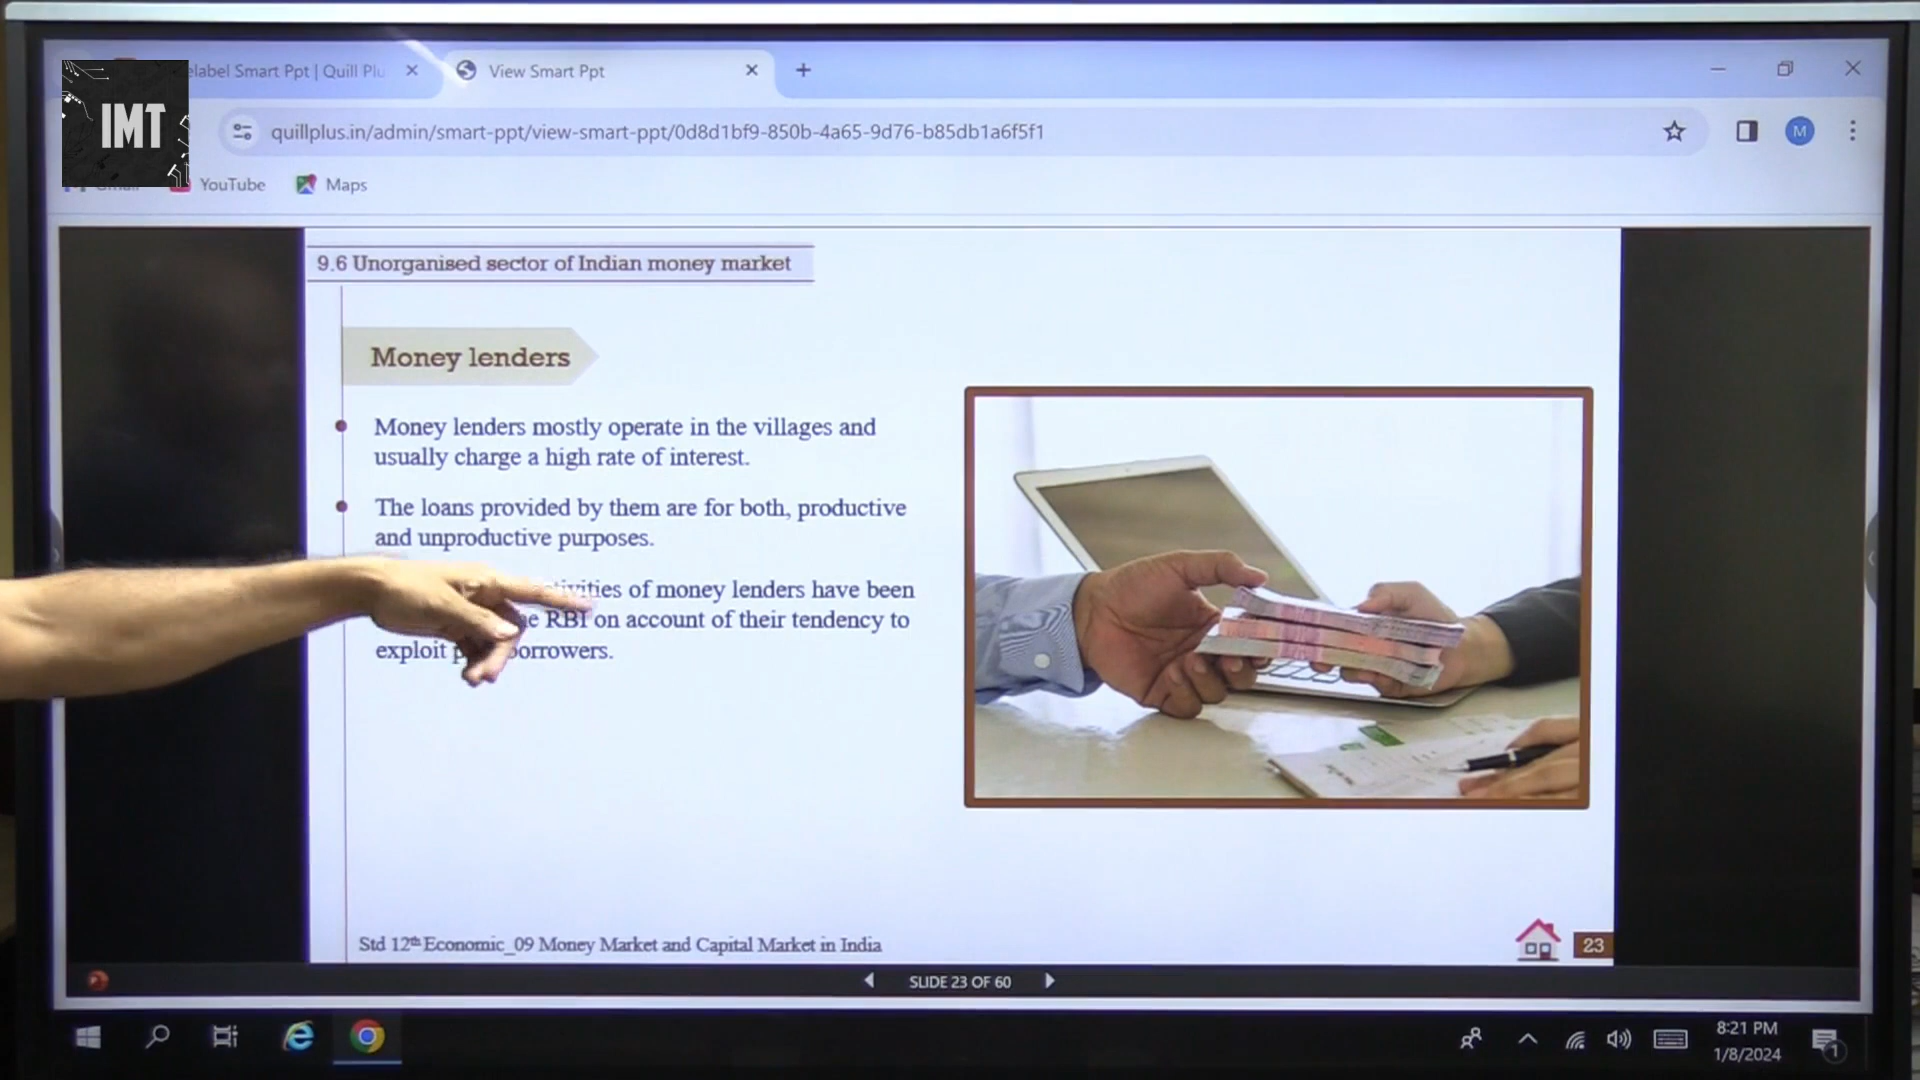 elabel Smart Ppt | Quill Plu
View Smart Ppt
IMT
quillplus.in/admin/smart-ppt/view-smart-ppt/0d8d1bf9-850b-4a65-9d76-b85db1a6f5f1
M
YouTube
Maps
9.6 Unorganised sector of Indian money market
Money lenders
Money lenders mostly operate in the villages and
usually charge a high rate of interest.
The loans provided by them are for both, productive
and unproductive purposes.
of money lenders have been
RBI on account of their tendency to
exploit
Std 12th Economic_09 Money Market and Capital Market in India
23
SLIDE 23 OF 60
8:21 PM
1/8/2024
1